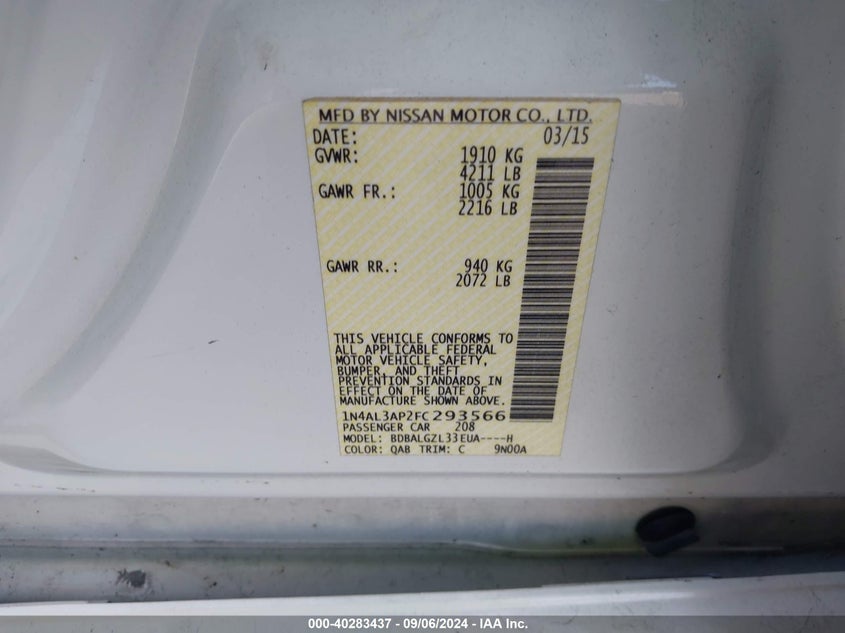 MFD BY NISSAN MOTOR CO., LTD.
DATE: 03/15
GVWR: 1910 KG
4211 LB
GAWR FR.: 1005 KG
2216 LB
GAWR RR.: 940 KG
2072 LB
THIS VEHICLE CONFORMS TO
ALL APPLICABLE FEDERAL
MOTOR VEHICLE SAFETY,
BUMPER, AND THEFT
PREVENTION STANDARDS IN
EFFECT ON THE DATE OF
MANUFACTURE SHOWN ABOVE.
1N4AL3AP2FC293566
PASSENGER CAR 208
MODEL: BDBALGZL33EUA----H
COLOR: QAB TRIM: C 9N00A
000-40283437 - 09/06/2024 - IAA Inc.